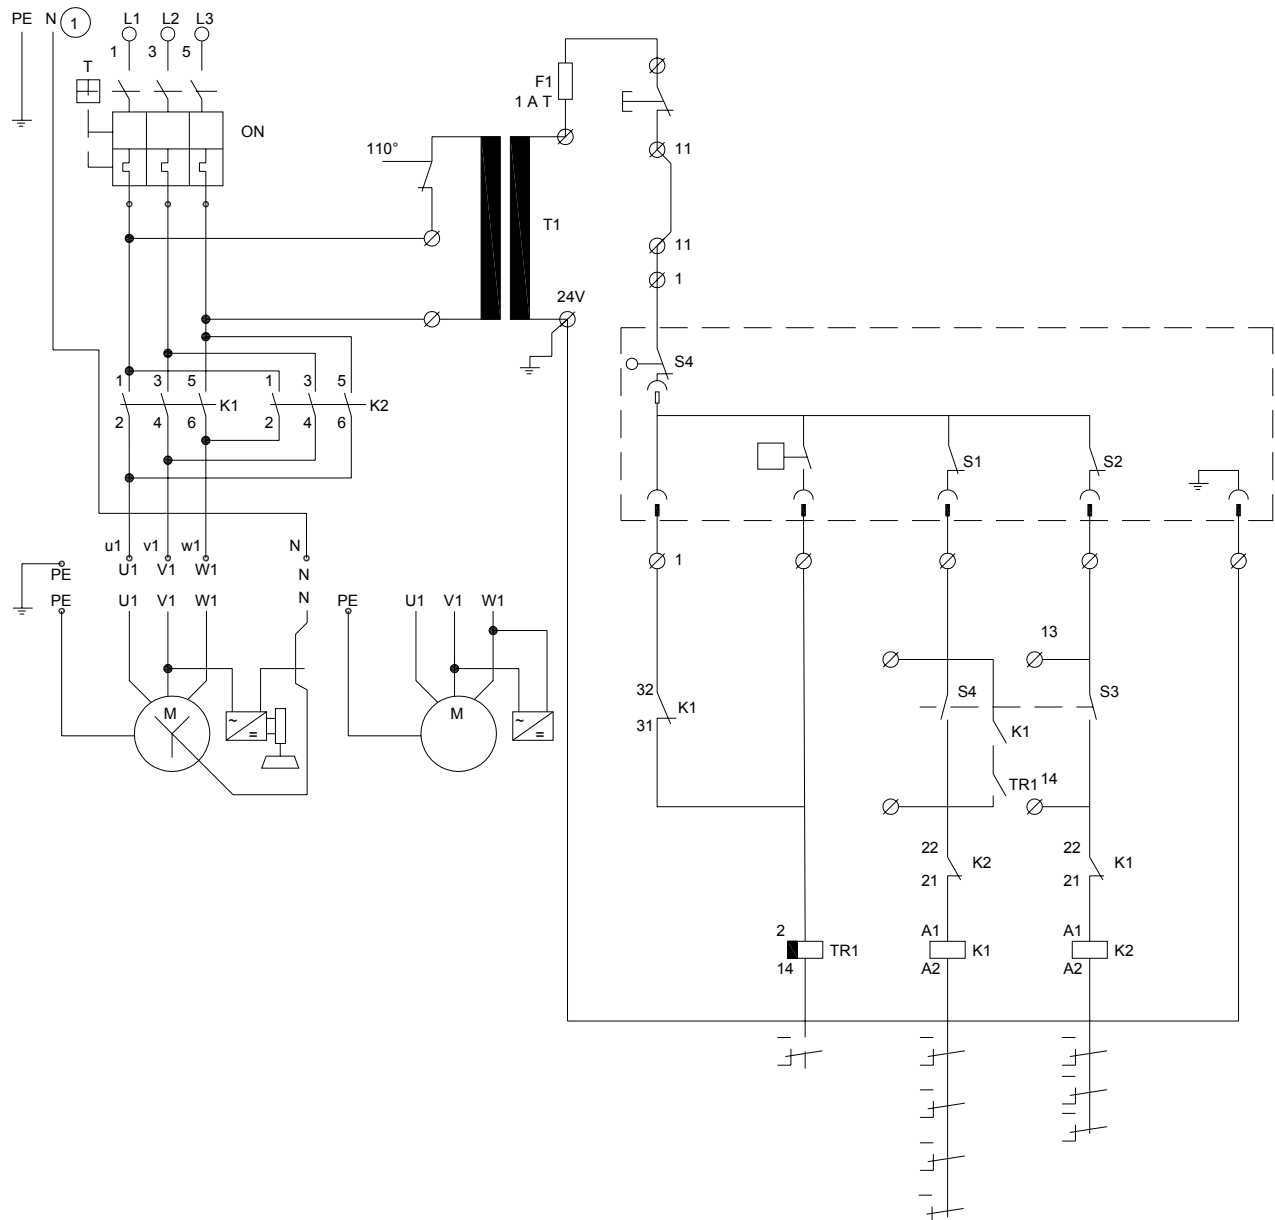 PE N 1 L1 L2 L3
1 3 5
T
ON
F1
1 A T
110°
11
T1
11
1
24V
S4
1 3 5 1 3 5
K1 K2
2 4 6 2 4 6
S1 S2
u1 v1 w1 N
PE U1 V1 W1 N
1
PE U1 V1 W1 N PE U1 V1 W1
13
32 S4 S3
K1
31
M ~ = M ~ =
K1
TR1 14
22 K2 22 K1
21 21
2 A1 A1
TR1 K1 K2
14 A2 A2